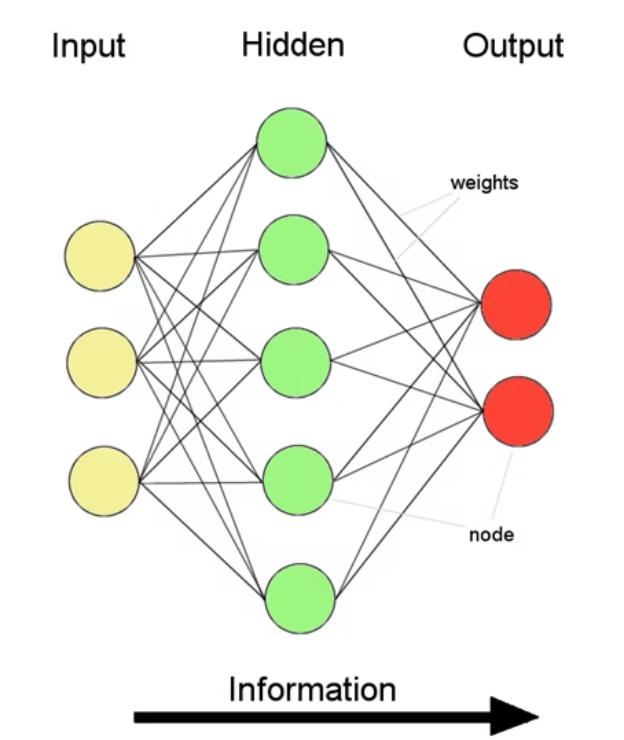 Input
Hidden
Output
weights
node
Information